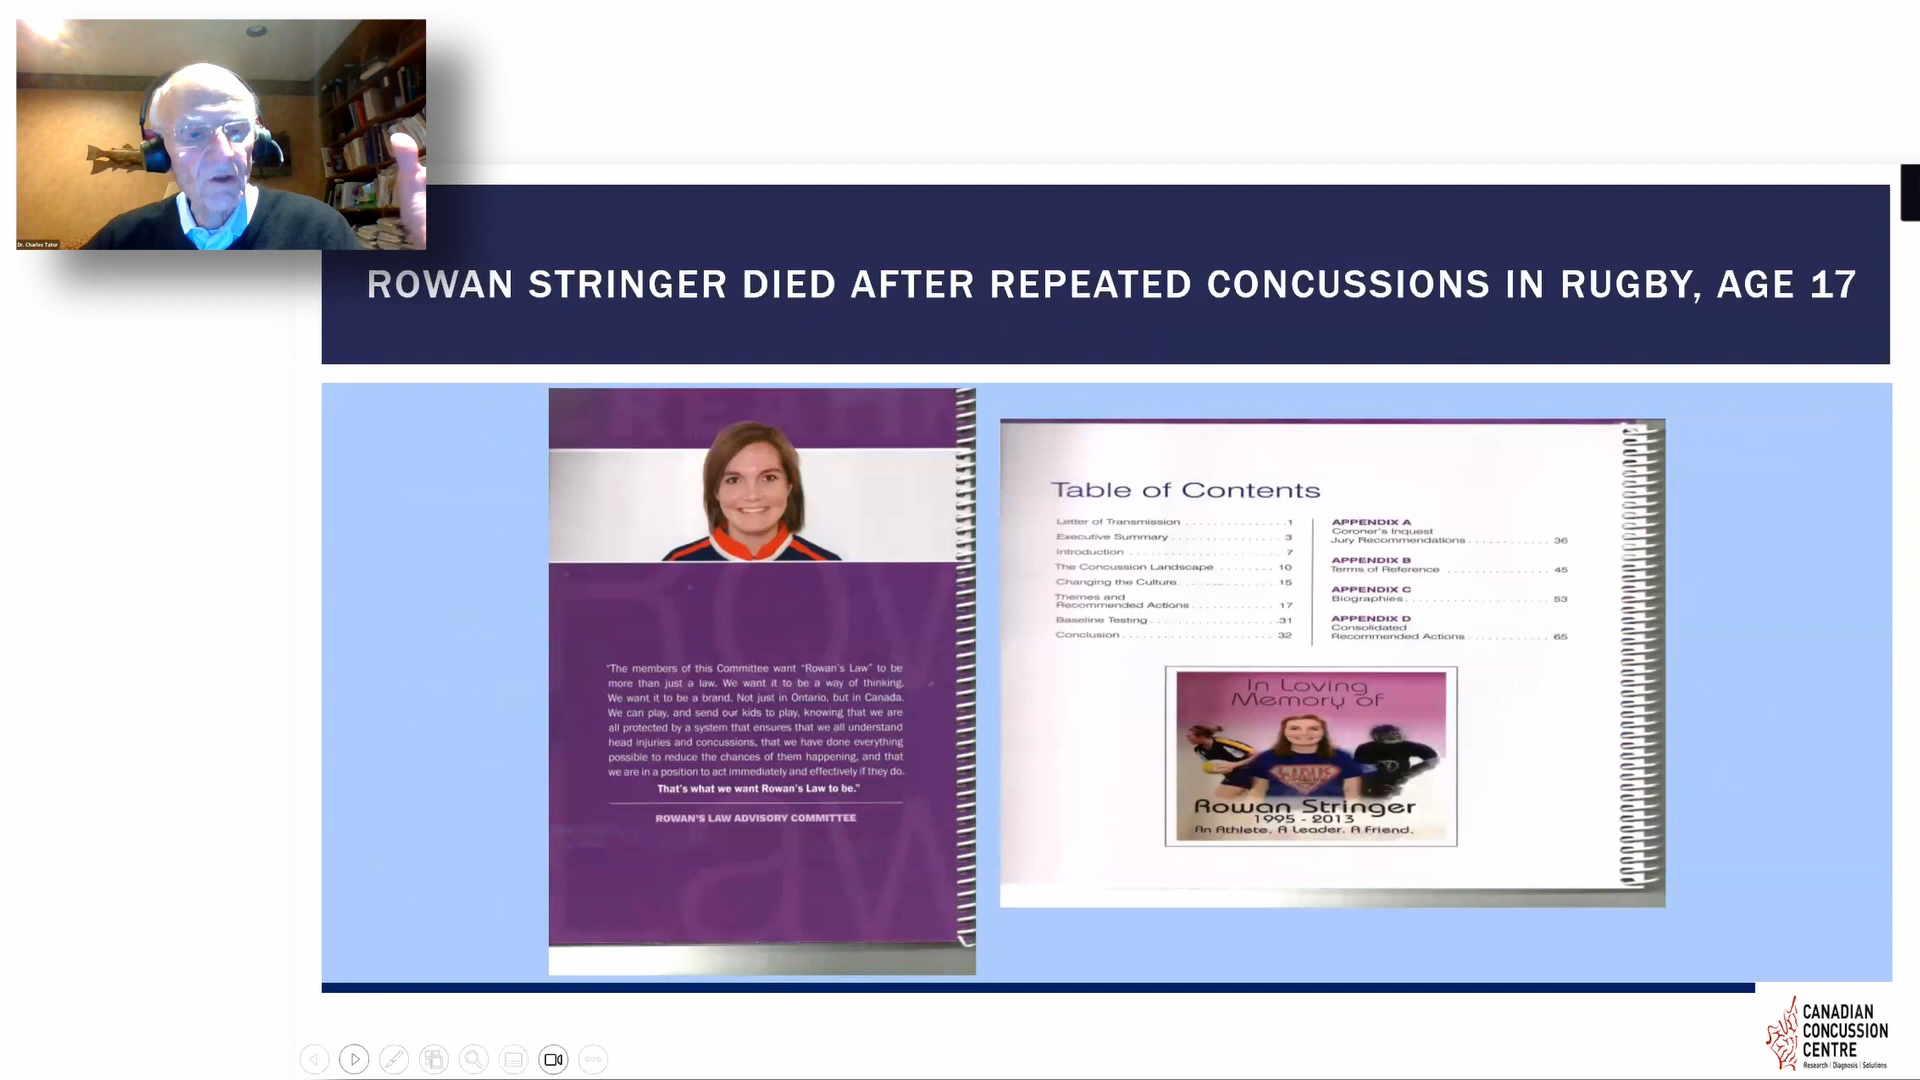 Dr. Charles Tator
ROWAN STRINGER DIED AFTER REPEATED CONCUSSIONS IN RUGBY, AGE 17
"The members of this Committee want "Rowan's Law" to be
more than just a law. We want it to be a way of thinking.
We want it to be a brand. Not just in Ontario, but in Canada.
We can play, and send our kids to play, knowing that we are
all protected by a system that ensures that we all understand
head injuries and concussions, that we have done everything
possible to reduce the chances of them happening, and that
we are in a position to act immediately and effectively if they do.
That's what we want Rowan's Law to be."
ROWAN'S LAW ADVISORY COMMITTEE
Table of Contents
Letter of Transmission . . . . . . . . . . . . . . . . . 1
Executive Summary . . . . . . . . . . . . . . . . . . 3
Introduction . . . . . . . . . . . . . . . . . . . . . . . 7
The Concussion Landscape . . . . . . . . . . 10
Changing the Culture . . . . . . . . . . . . . . . . 15
Themes and
Recommended Actions . . . . . . . . . . . . . . 17
Baseline Testing . . . . . . . . . . . . . . . . . . . . 31
Conclusion . . . . . . . . . . . . . . . . . . . . . . . . 32
APPENDIX A
Coroner's Inquest
Jury Recommendations . . . . . . . . . . . . . 36
APPENDIX B
Terms of Reference . . . . . . . . . . . . . . . . . 45
APPENDIX C
Biographies . . . . . . . . . . . . . . . . . . . . . . . 53
APPENDIX D
Consolidated
Recommended Actions . . . . . . . . . . . . . . 65
In Loving
Memory of
Rowan Stringer
1995 - 2013
An Athlete. A Leader. A Friend.
CANADIAN
CONCUSSION
CENTRE
Research | Diagnosis | Solutions